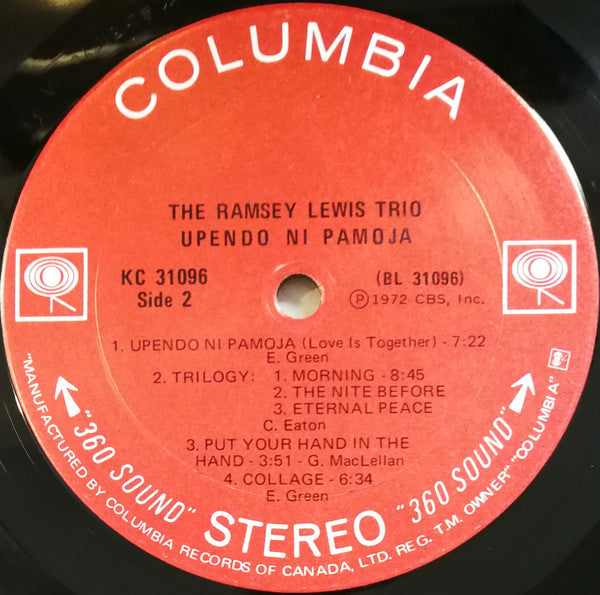 COLUMBIA
THE RAMSEY LEWIS TRIO
UPENDO NI PAMOJA
KC 31096
Side 2
(BL 31096)
Ⓟ1972 CBS, Inc.
1. UPENDO NI PAMOJA (Love Is Together) - 7:22
E. Green
2. TRILOGY: 1. MORNING - 8:45
2. THE NITE BEFORE
3. ETERNAL PEACE
C. Eaton
3. PUT YOUR HAND IN THE
HAND - 3:51 - G. MacLellan
4. COLLAGE - 6:34
E. Green
"360 SOUND" STEREO "360 SOUND"
"MANUFACTURED BY COLUMBIA RECORDS OF CANADA, LTD. REG. T.M. OWNER" "COLUMBIA"